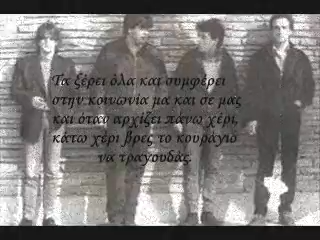 Τα ξέρει όλα και συμφέρει
στην κοινωνία μα και σε μας
και όταν αρχίζει πάνω χέρι,
κάτω χέρι βρες το κουράγιο
να τραγουδάς.